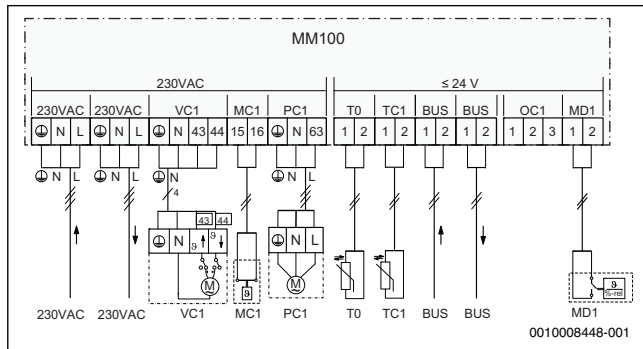 MM100
230VAC ≤ 24 V
230VAC 230VAC VC1 MC1 PC1 T0 TC1 BUS BUS OC1 MD1
N L N L N 43 44 15 16 N 63 1 2 1 2 1 2 1 2 1 2 3 1 2
N L N L N N L
4
43 44
N ϑ ϑ N L
M ϑ M ϑ
%-rel
230VAC 230VAC VC1 MC1 PC1 T0 TC1 BUS BUS MD1
0010008448-001